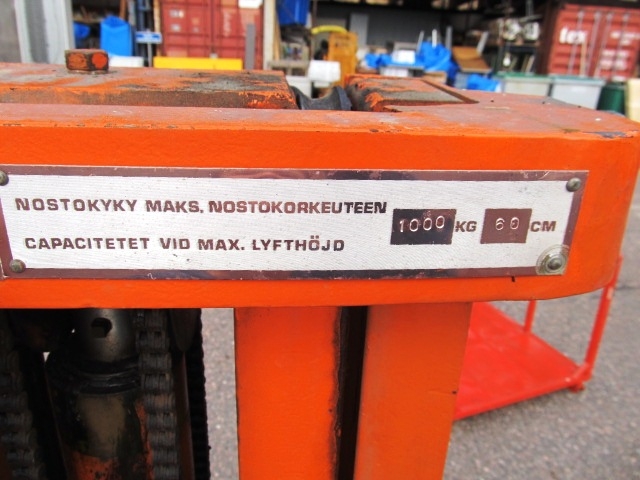 NOSTOKYKY MAKS. NOSTOKORKEUTEEN 1000 KG 60 CM
CAPACITETET VID MAX. LYFTHÖJD